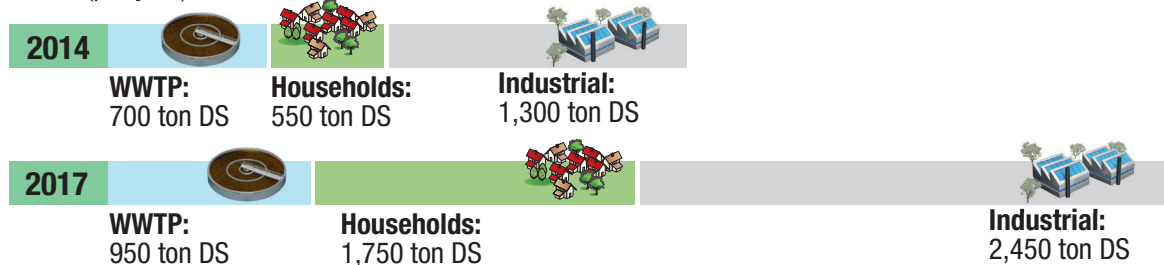 2014
WWTP:
700 ton DS
Households:
550 ton DS
Industrial:
1,300 ton DS
2017
WWTP:
950 ton DS
Households:
1,750 ton DS
Industrial:
2,450 ton DS